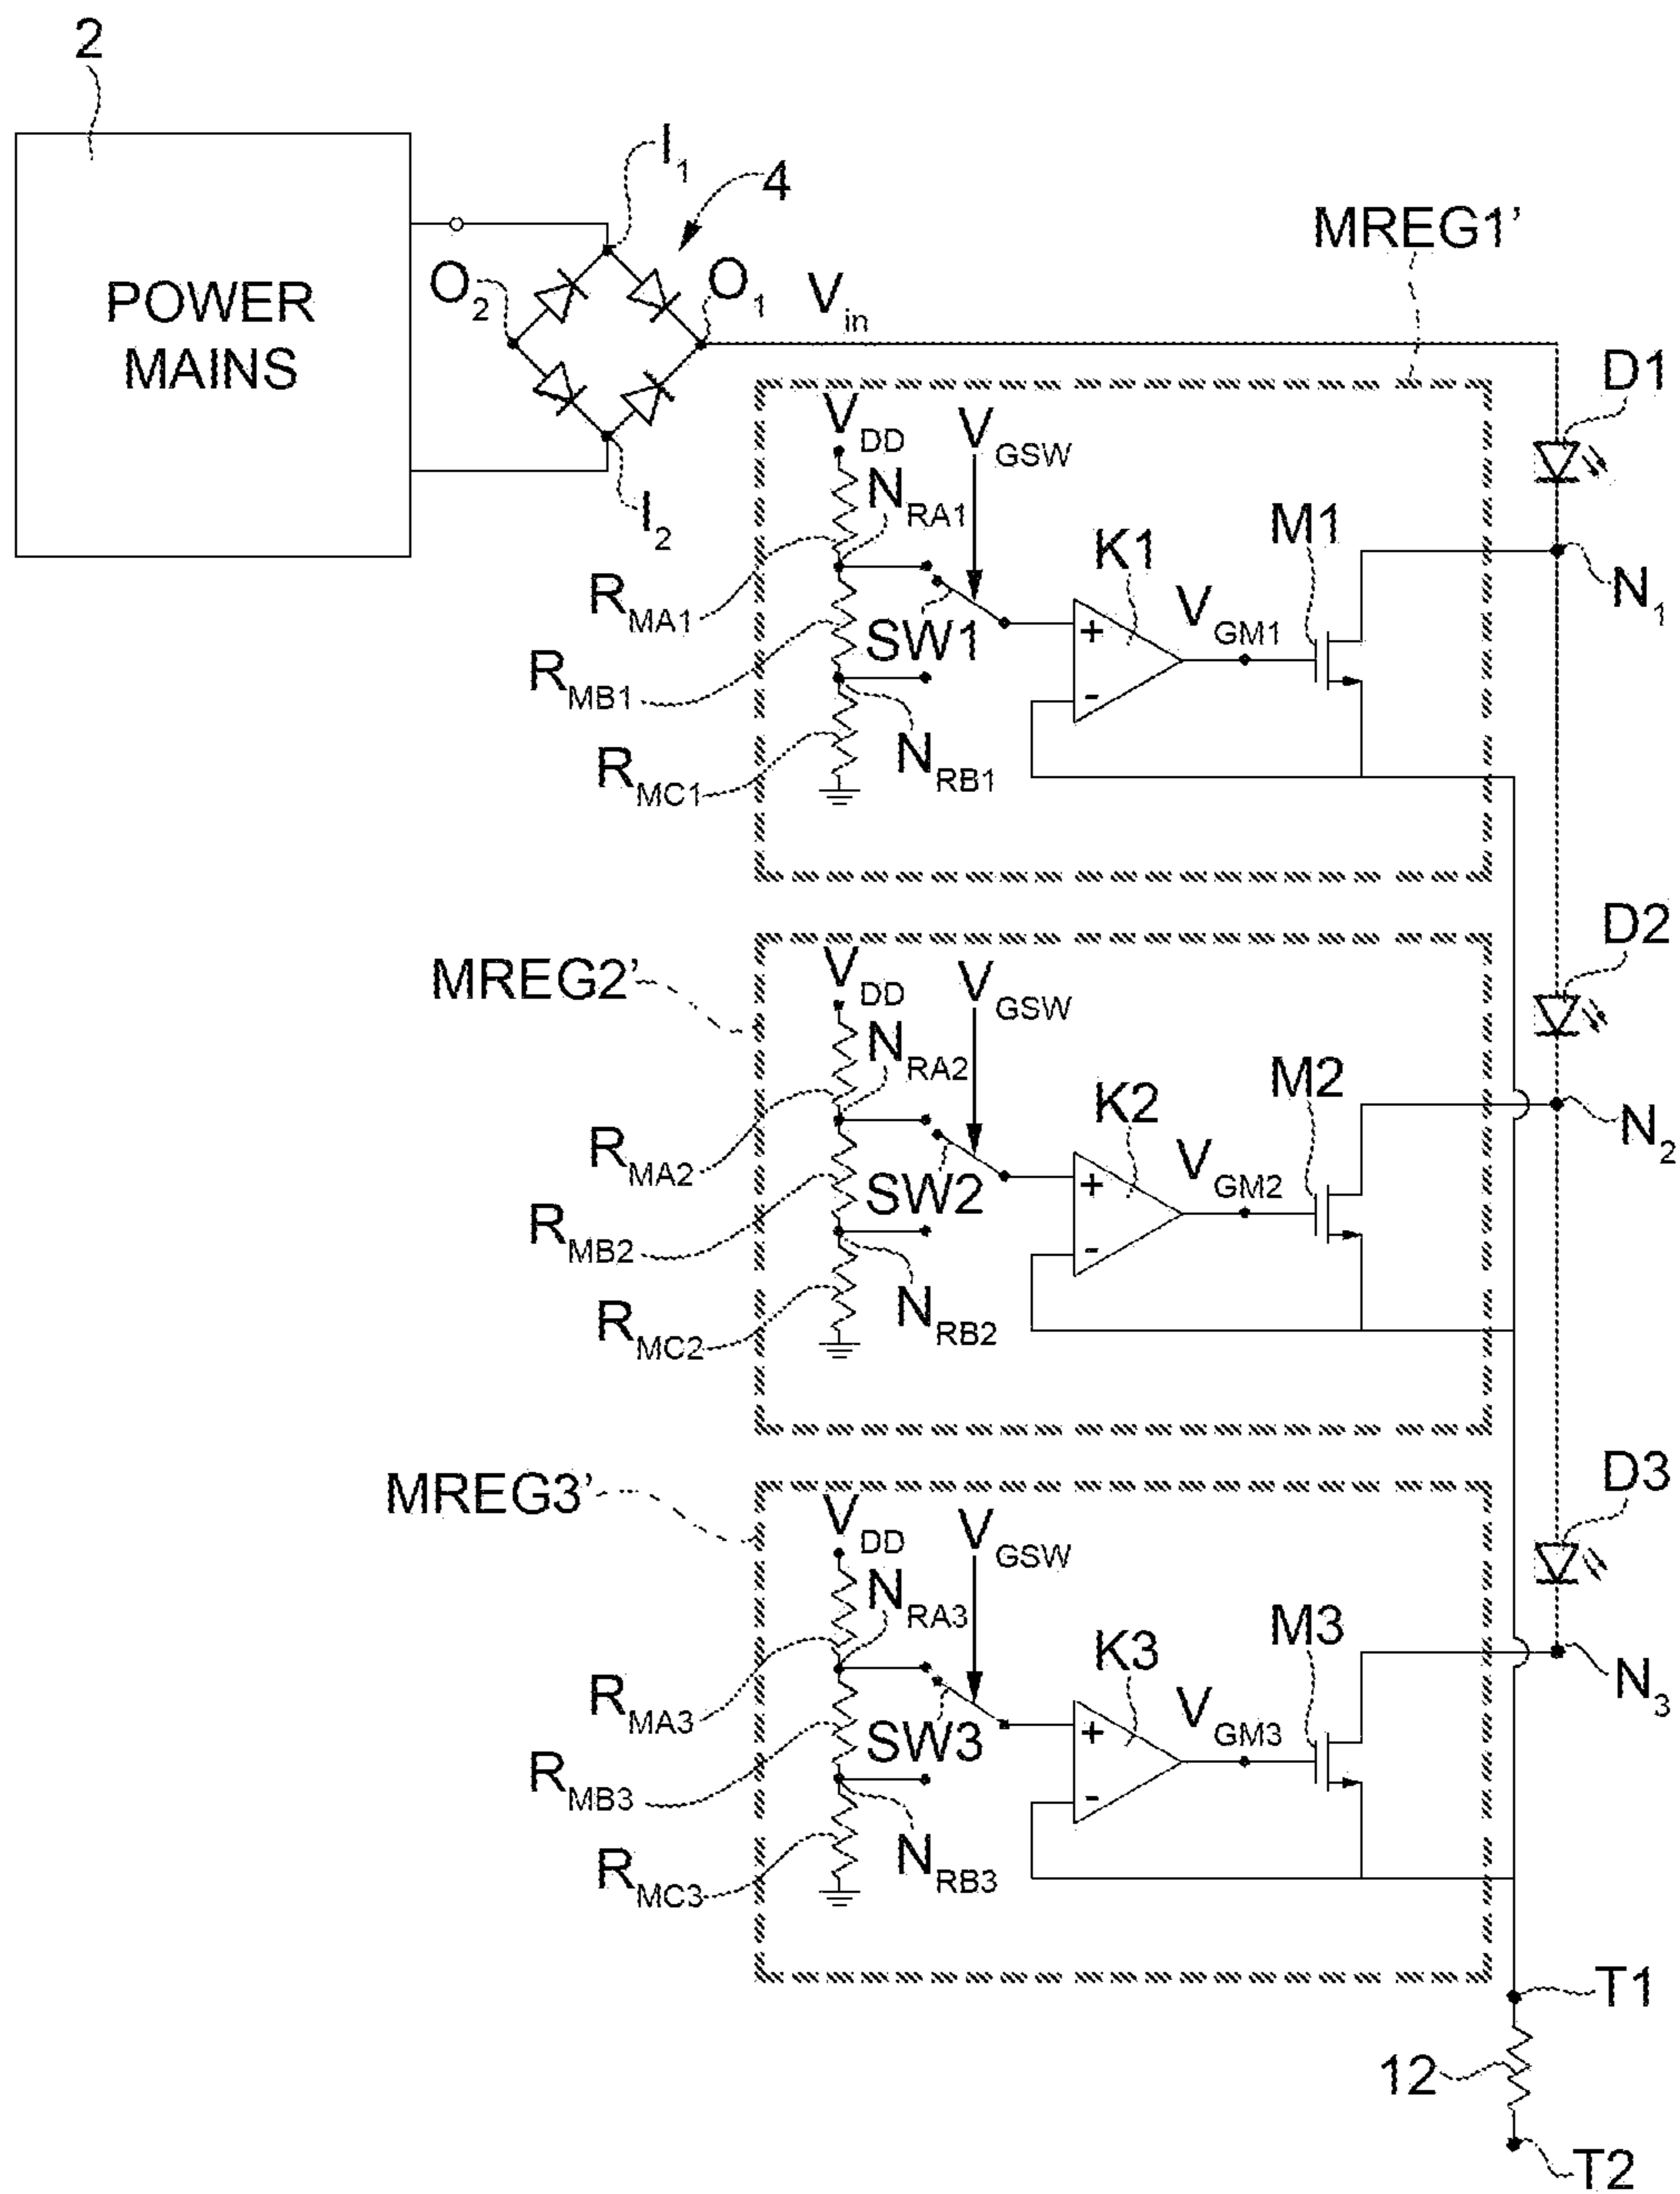 2
POWER
MAINS
I1
4
O2
O1
Vin
MREG1’
D1
VDD
VGSW
NRA1
I2
K1
M1
RMA1
N1
SW1
+
VGM1
RMB1
-
NRB1
RMC1
D2
MREG2’
VDD
VGSW
NRA2
K2
M2
RMA2
N2
SW2
+
VGM2
RMB2
-
NRB2
RMC2
D3
MREG3’
VDD
VGSW
NRA3
K3
M3
RMA3
N3
SW3
+
VGM3
RMB3
-
NRB3
RMC3
T1
12
T2